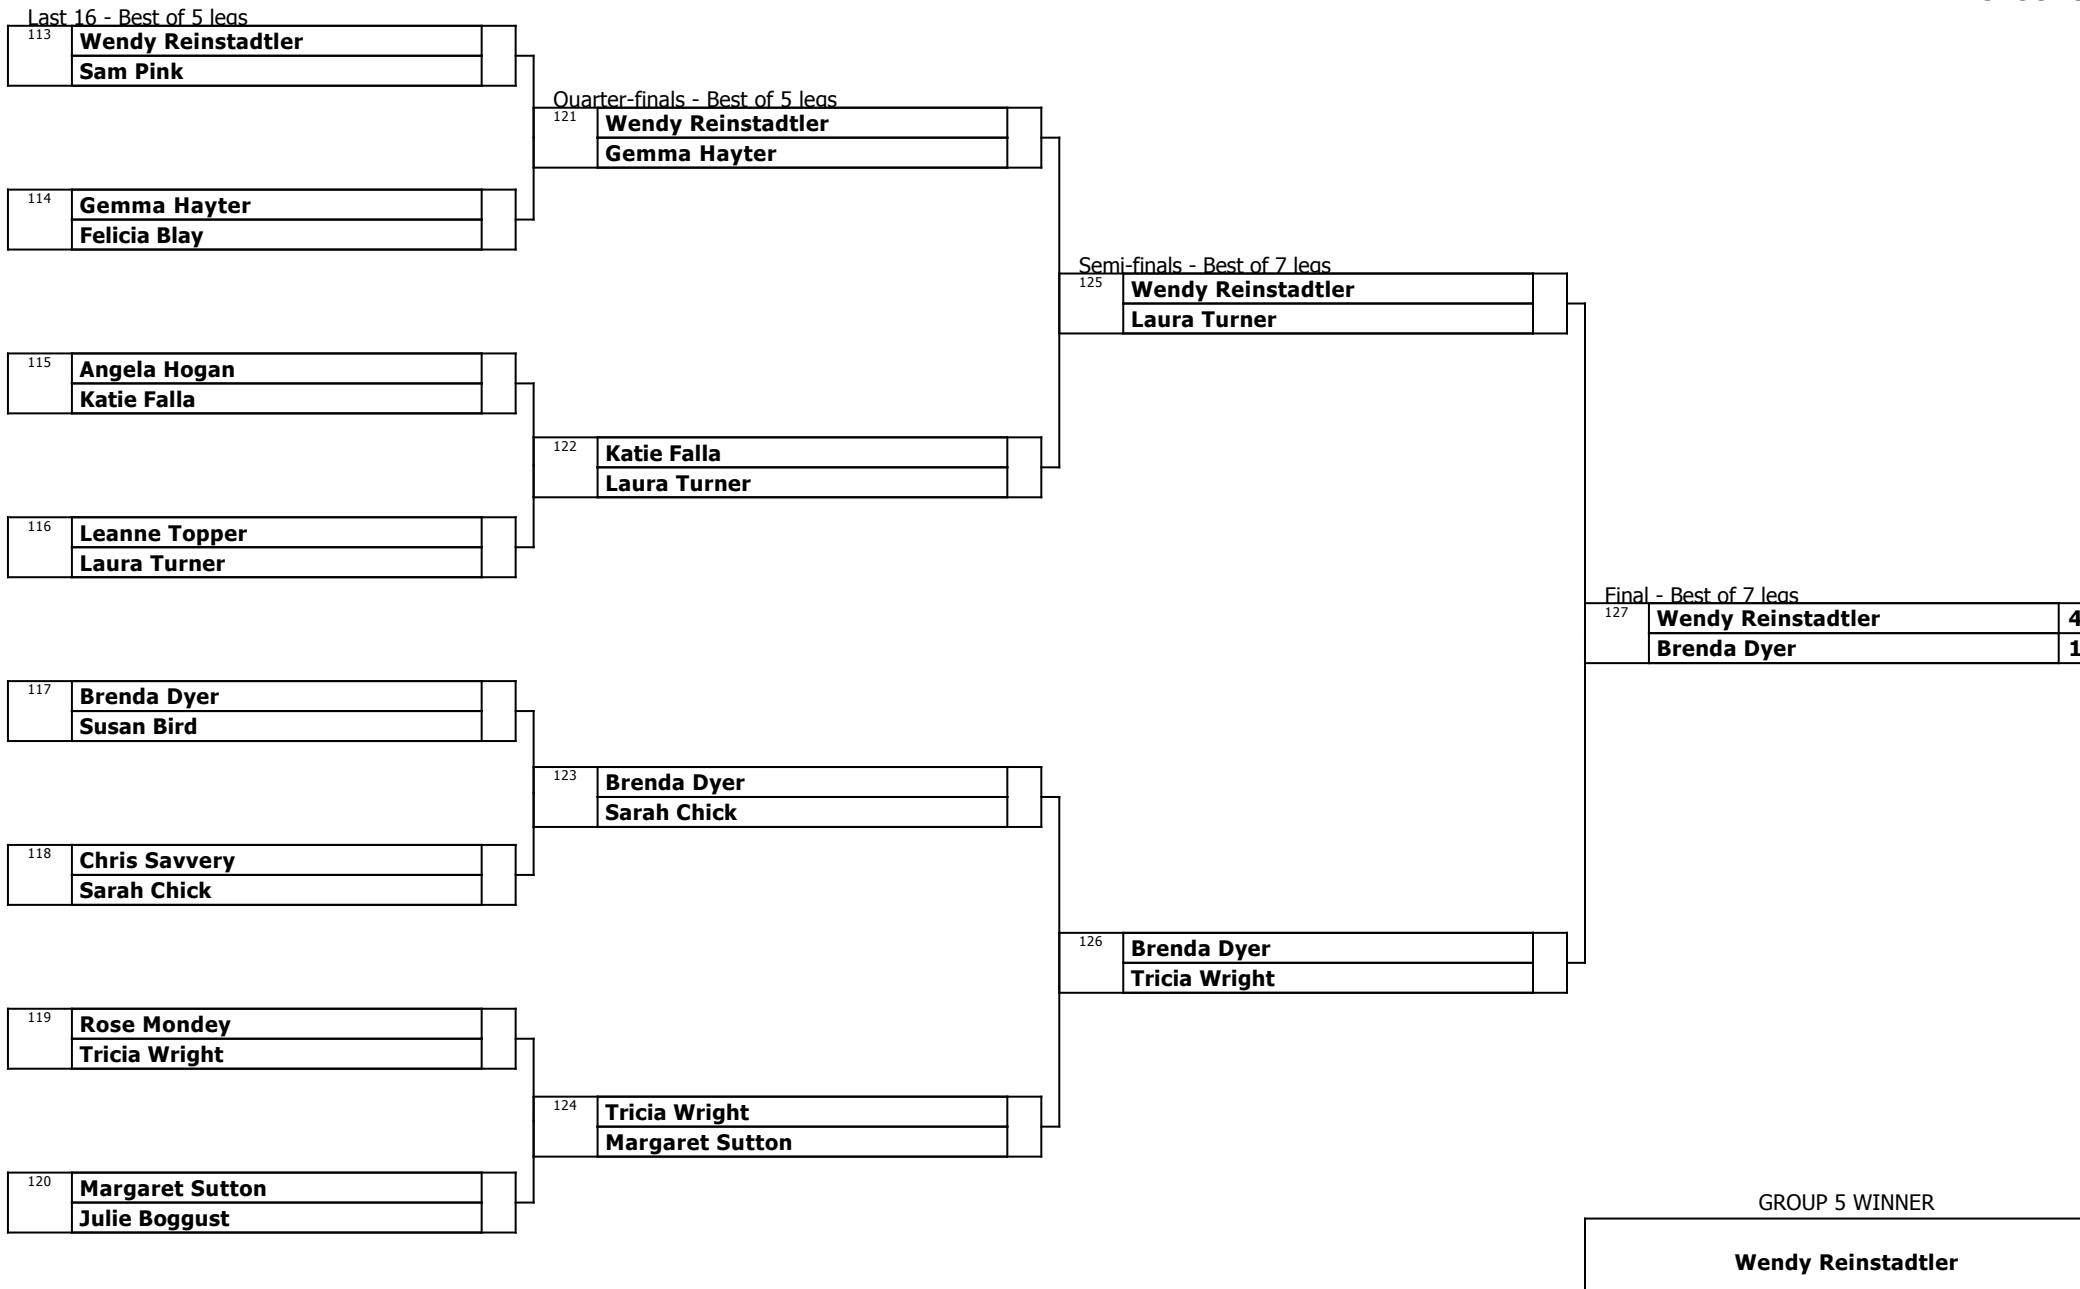 Last 16 - Best of 5 legs
113 Wendy Reinstadtler
Sam Pink
Quarter-finals - Best of 5 legs
121 Wendy Reinstadtler
Gemma Hayter
114 Gemma Hayter
Felicia Blay
Semi-finals - Best of 7 legs
125 Wendy Reinstadtler
Laura Turner
115 Angela Hogan
Katie Falla
122 Katie Falla
Laura Turner
116 Leanne Topper
Laura Turner
Final - Best of 7 legs
127 Wendy Reinstadtler 4
Brenda Dyer 1
117 Brenda Dyer
Susan Bird
123 Brenda Dyer
Sarah Chick
118 Chris Savvery
Sarah Chick
126 Brenda Dyer
Tricia Wright
119 Rose Mondey
Tricia Wright
124 Tricia Wright
Margaret Sutton
120 Margaret Sutton
Julie Boggust
GROUP 5 WINNER
Wendy Reinstadtler